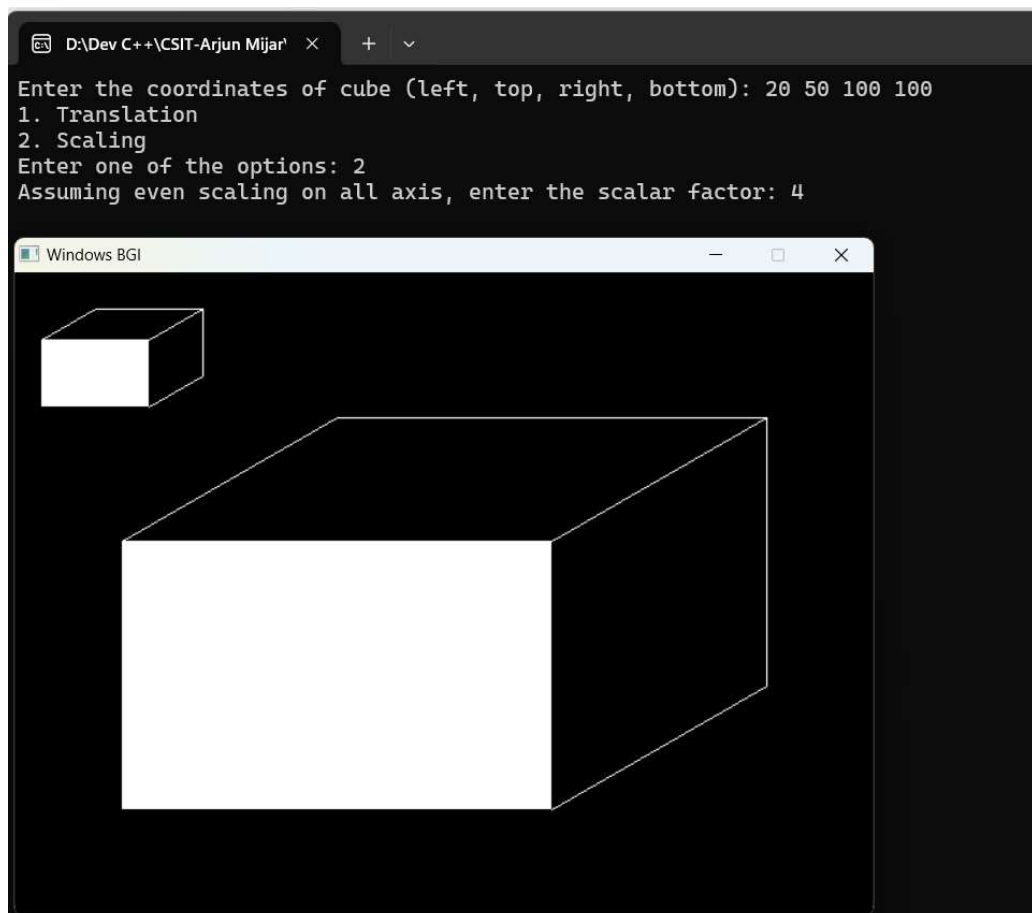 D:\Dev C++\CSIT-Arjun Mijar'
Enter the coordinates of cube (left, top, right, bottom): 20 50 100 100
1. Translation
2. Scaling
Enter one of the options: 2
Assuming even scaling on all axis, enter the scalar factor: 4
Windows BGI